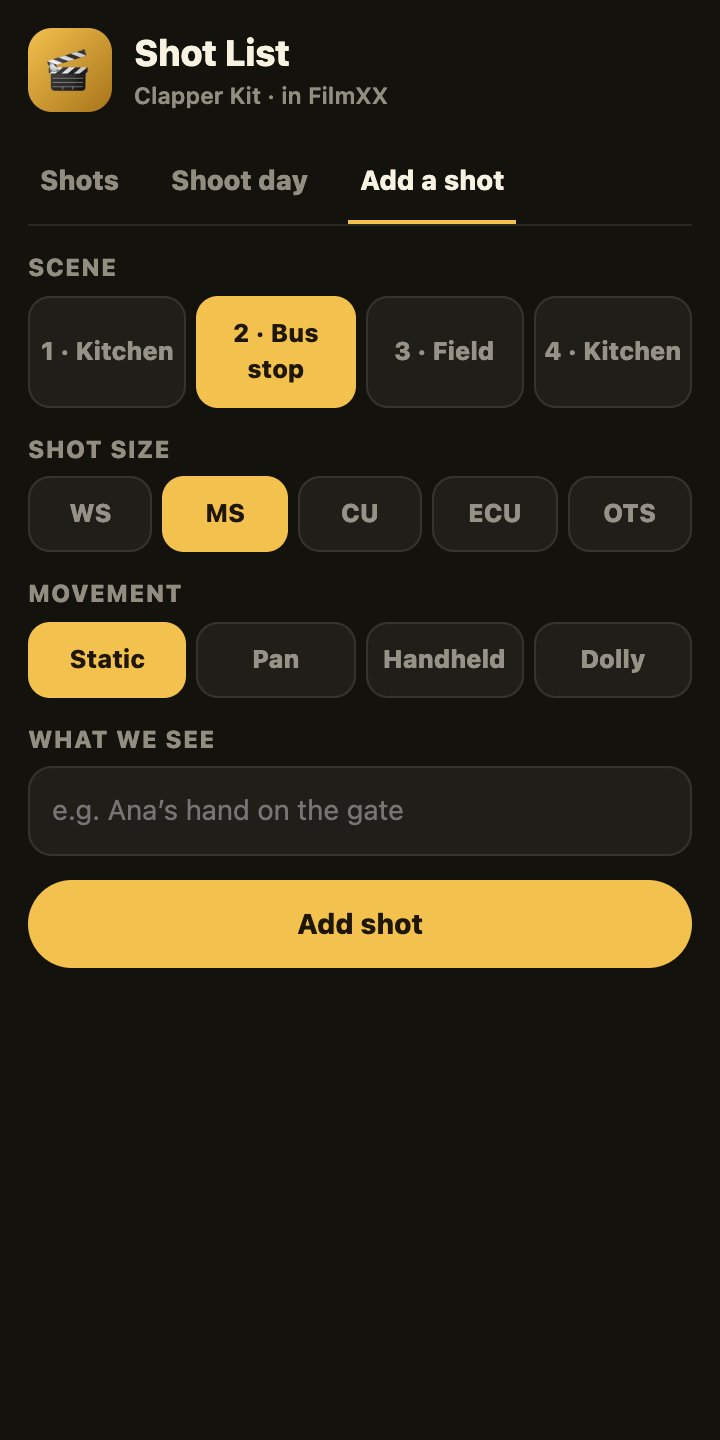 Shot List
Clapper Kit · in FilmXX
Shots
Shoot day
Add a shot
SCENE
1 · Kitchen
2 · Bus
stop
3 · Field
4 · Kitchen
SHOT SIZE
WS
MS
CU
ECU
OTS
MOVEMENT
Static
Pan
Handheld
Dolly
WHAT WE SEE
e.g. Ana’s hand on the gate
Add shot